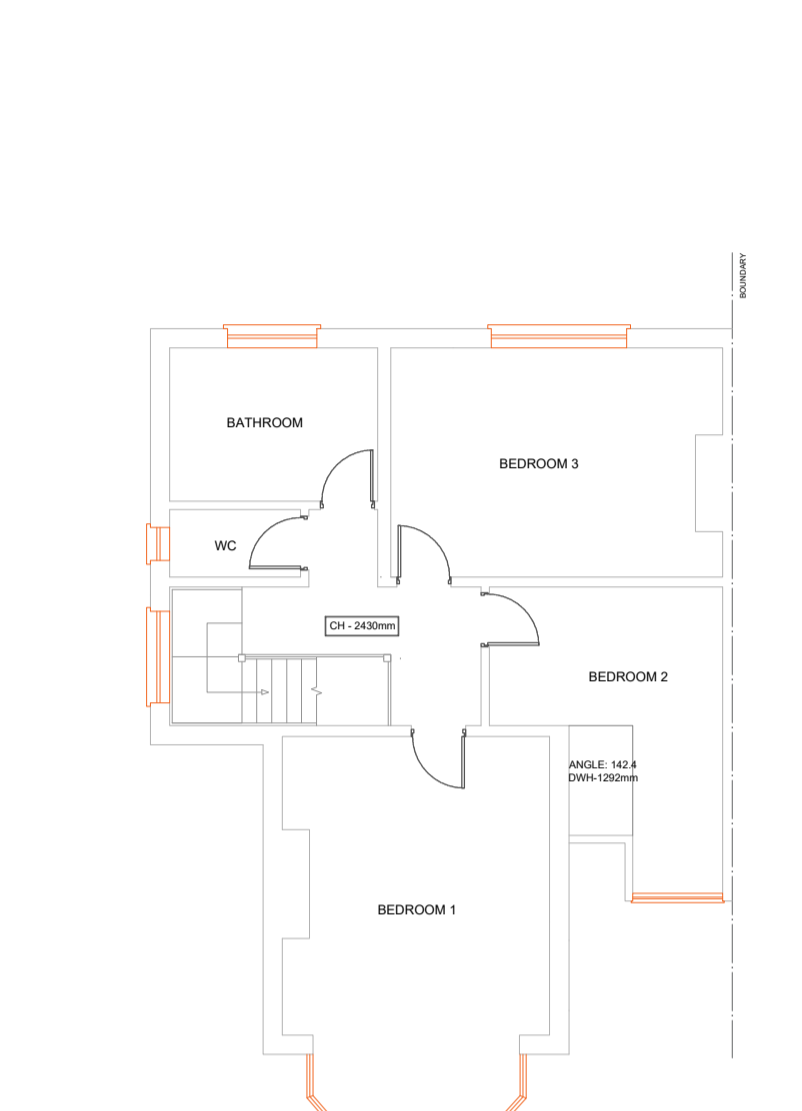 BOUNDARY
BATHROOM
BEDROOM 3
WC
CH - 2430mm
BEDROOM 2
ANGLE: 142.4
DWH-1292mm
BEDROOM 1